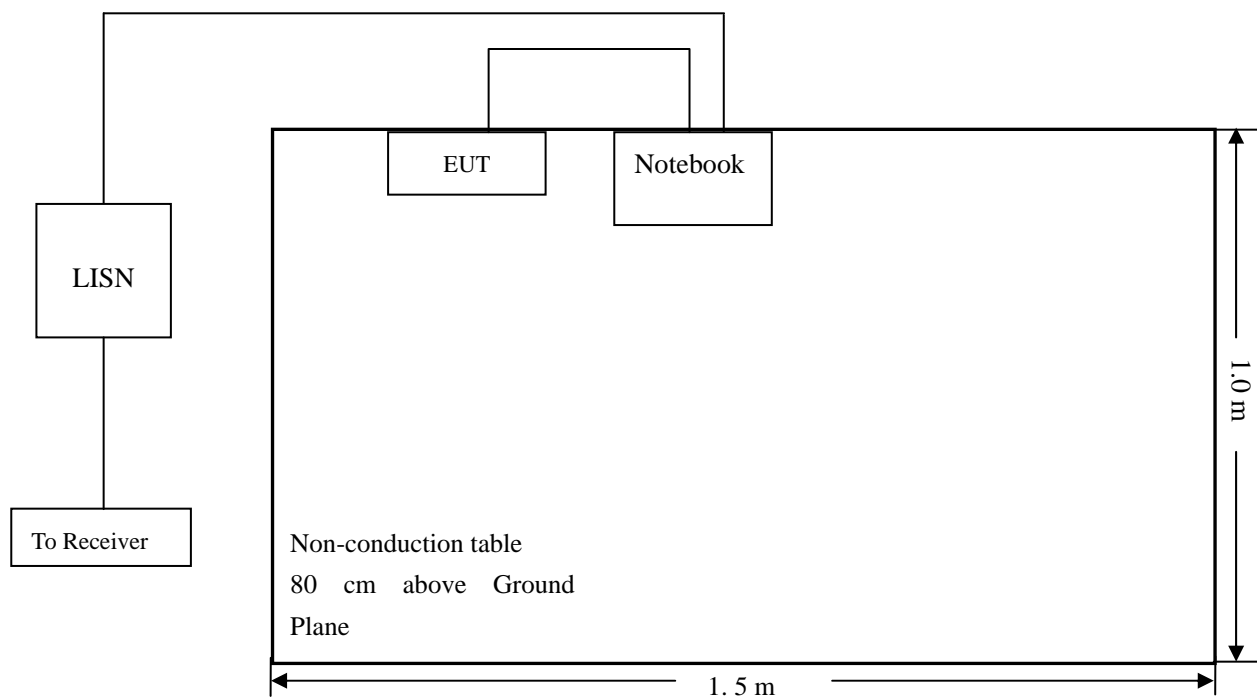 EUT
Notebook
LISN
1.0 m
To Receiver
Non-conduction table
80 cm above Ground
Plane
1. 5 m